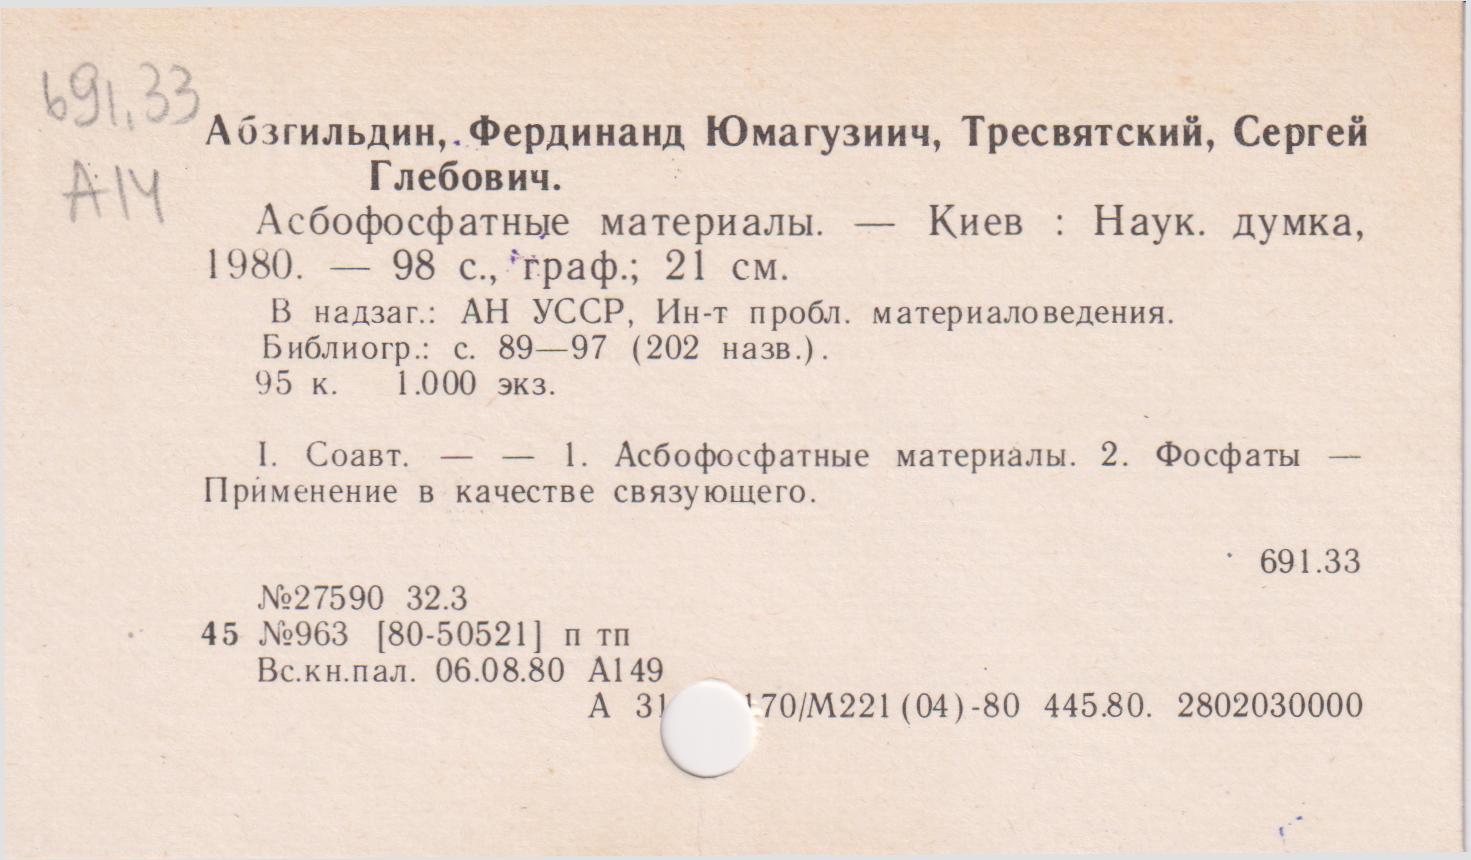 691.33
А14
Абзгильдин, Фердинанд Юмагузиич, Тресвятский, Сергей
Глебович.
Асбофосфатные материалы. — Киев : Наук. думка,
1980. — 98 с., граф.; 21 см.
В надзаг.: АН УССР, Ин-т пробл. материаловедения.
Библиогр.: с. 89—97 (202 назв.).
95 к. 1.000 экз.
I. Соавт. — — 1. Асбофосфатные материалы. 2. Фосфаты —
Применение в качестве связующего.
691.33
№27590 32.3
45 №963 [80-50521] п тп
Вс.кн.пал. 06.08.80 А149
А 170/М221(04)-80 445.80. 2802030000